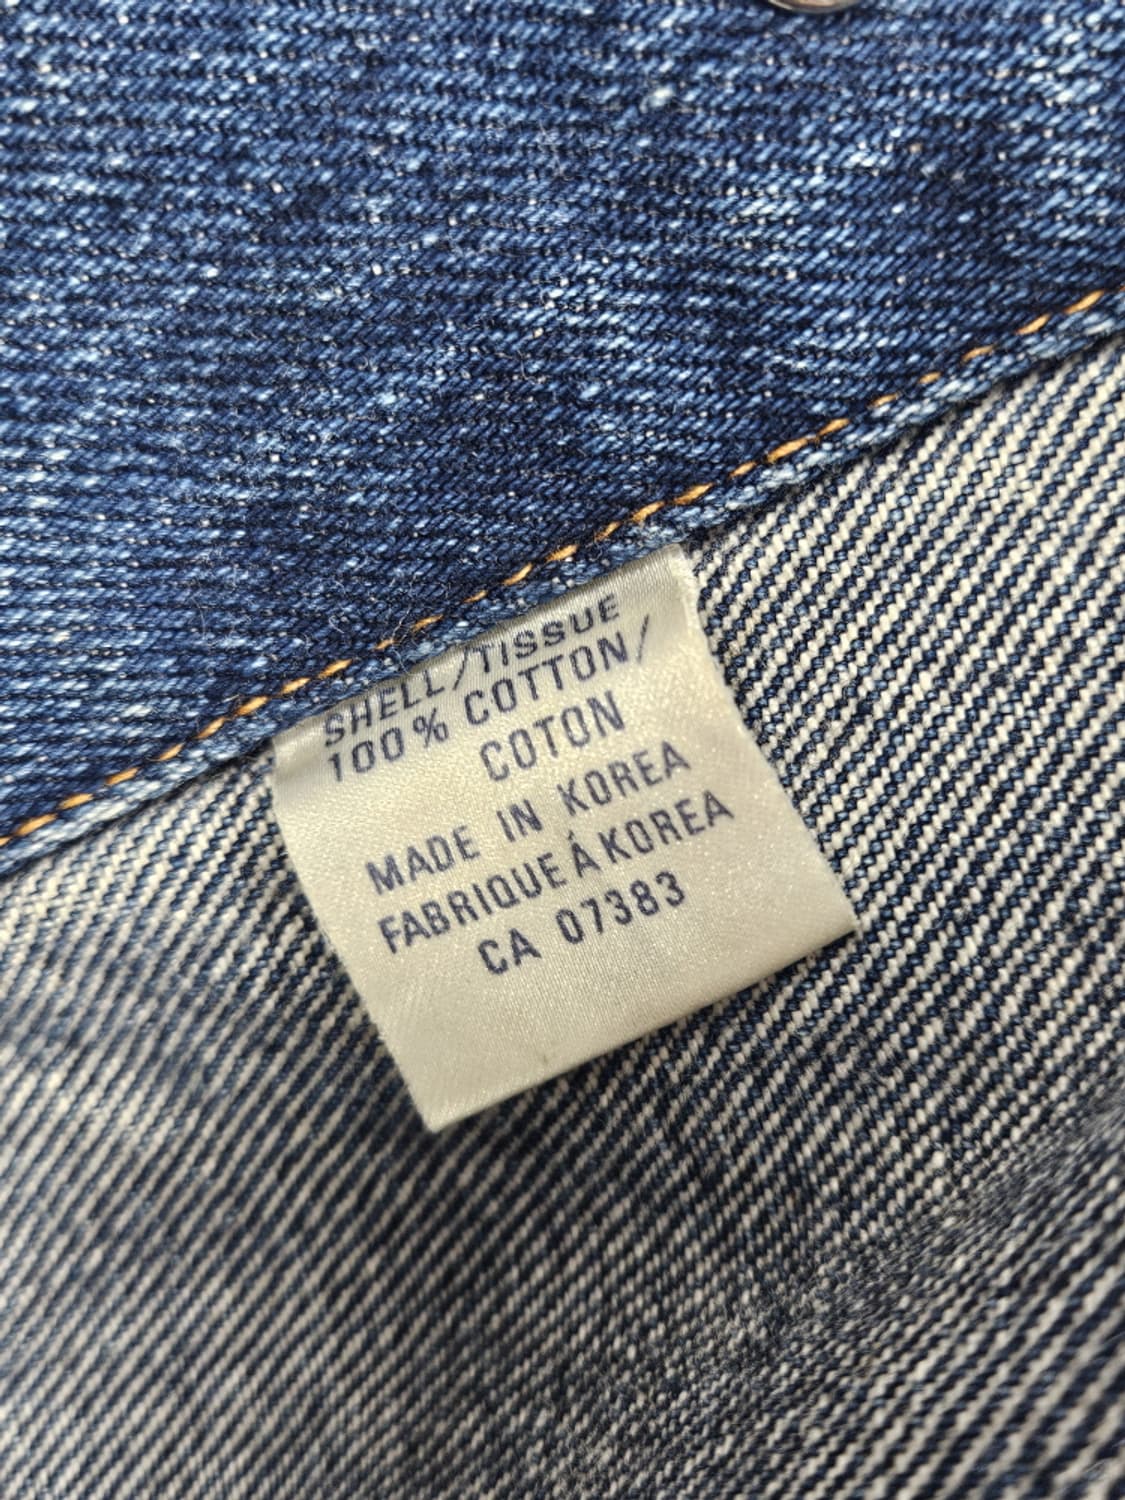 SHELL/TISSUE
100% COTTON/
COTON
MADE IN KOREA
FABRIQUE Á KOREA
CA 07383